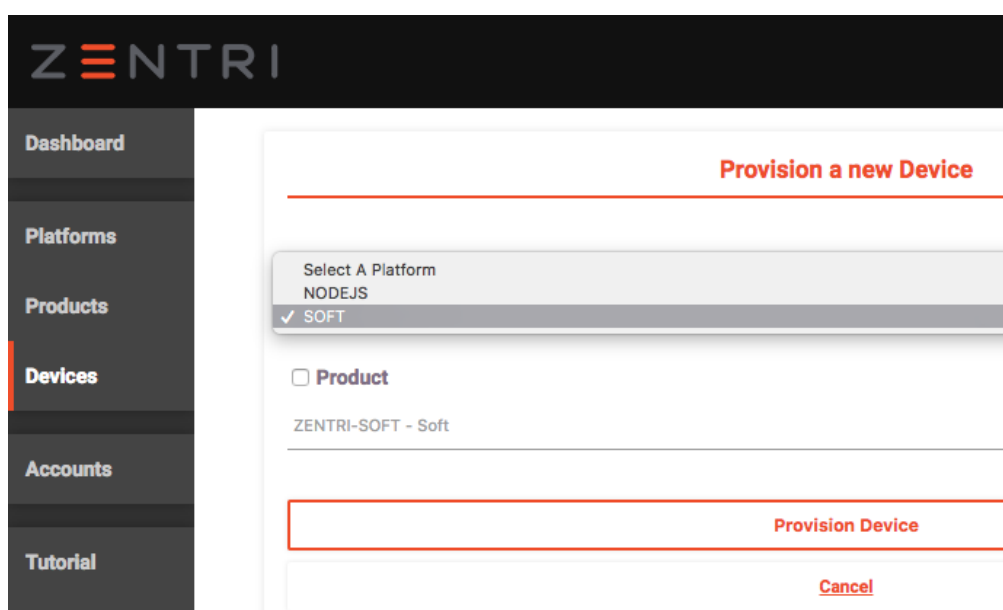 ZENTRI
Dashboard
Platforms
Products
Devices
Accounts
Tutorial
Provision a new Device
Select A Platform
NODEJS
✓ SOFT
Product
ZENTRI-SOFT - Soft
Provision Device
Cancel